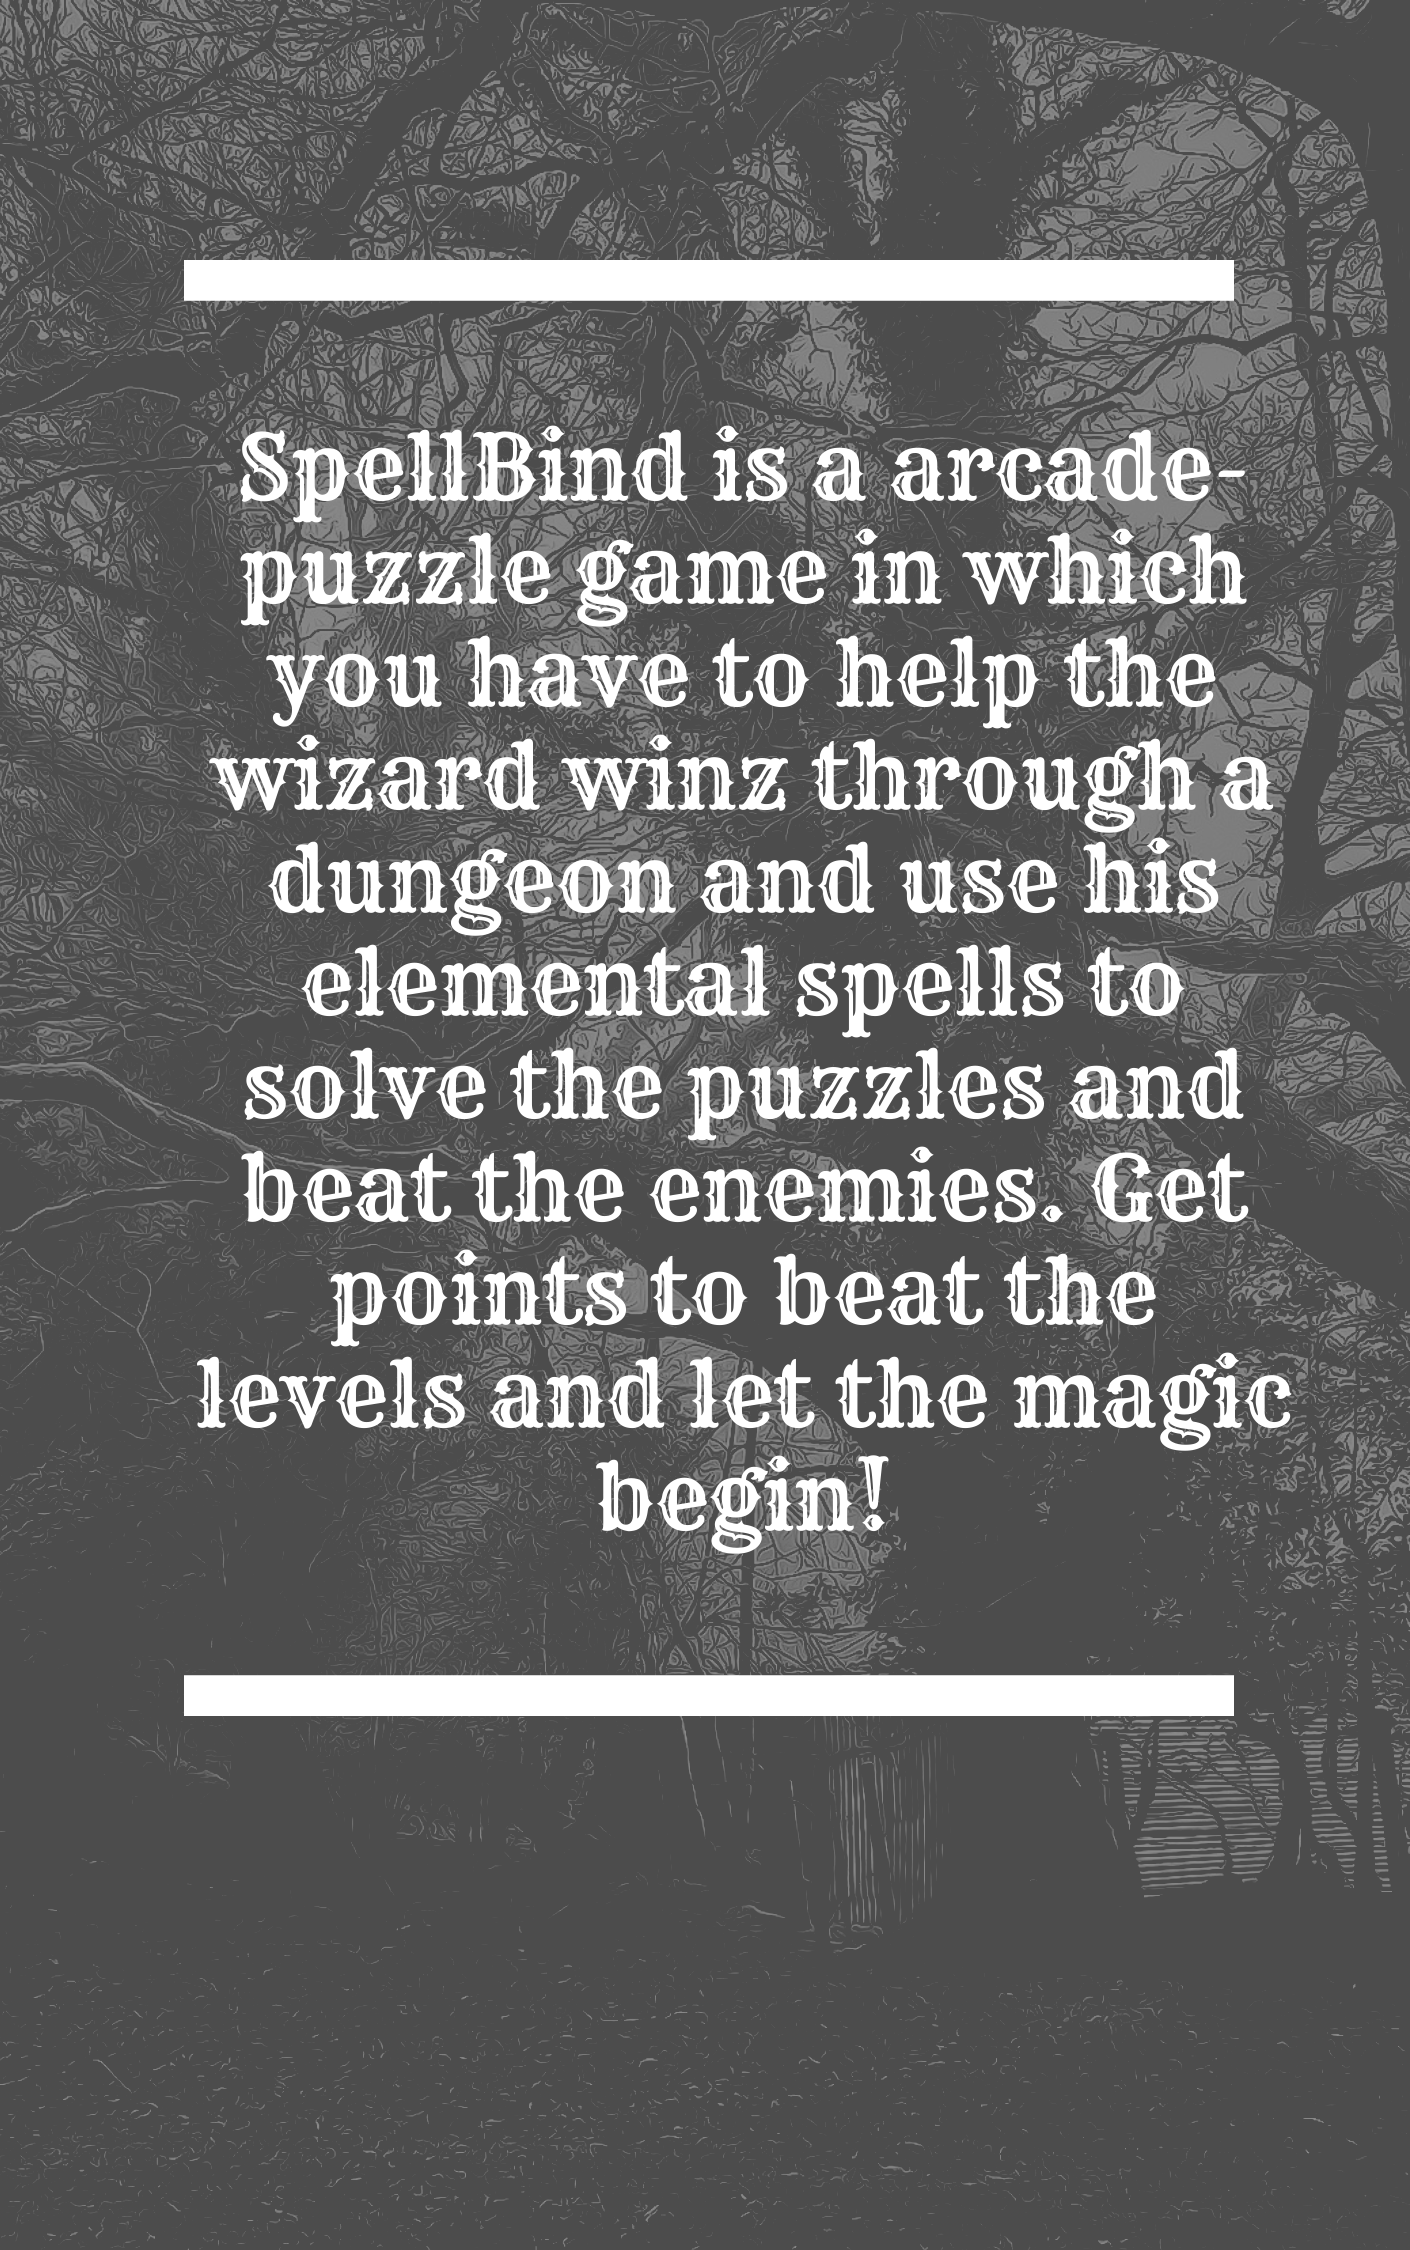 SpellBind is a arcade-
puzzle game in which
you have to help the
wizard winz through a
dungeon and use his
elemental spells to
solve the puzzles and
beat the enemies. Get
points to beat the
levels and let the magic
begin!